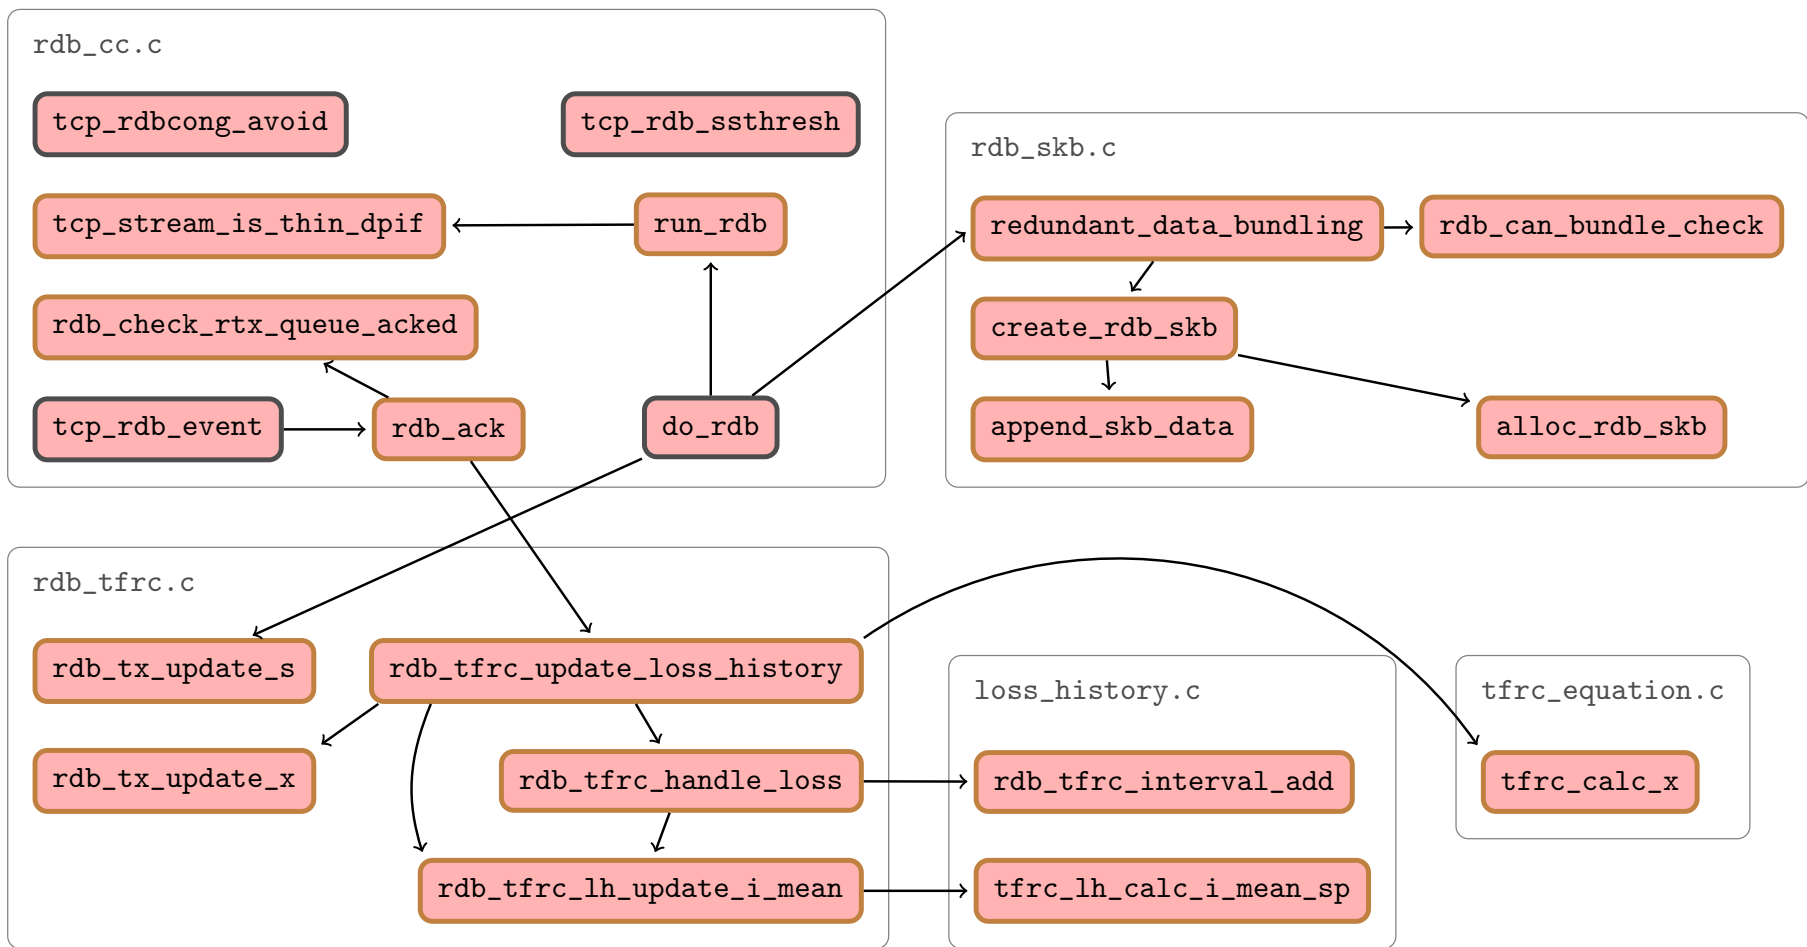 rdb_cc.c
tcp_rdbcong_avoid
tcp_rdb_ssthresh
tcp_stream_is_thin_dpif
run_rdb
rdb_check_rtx_queue_acked
tcp_rdb_event
rdb_ack
do_rdb
rdb_skb.c
redundant_data_bundling
rdb_can_bundle_check
create_rdb_skb
append_skb_data
alloc_rdb_skb
rdb_tfrc.c
rdb_tx_update_s
rdb_tfrc_update_loss_history
rdb_tx_update_x
rdb_tfrc_handle_loss
rdb_tfrc_lh_update_i_mean
loss_history.c
rdb_tfrc_interval_add
tfrc_lh_calc_i_mean_sp
tfrc_equation.c
tfrc_calc_x